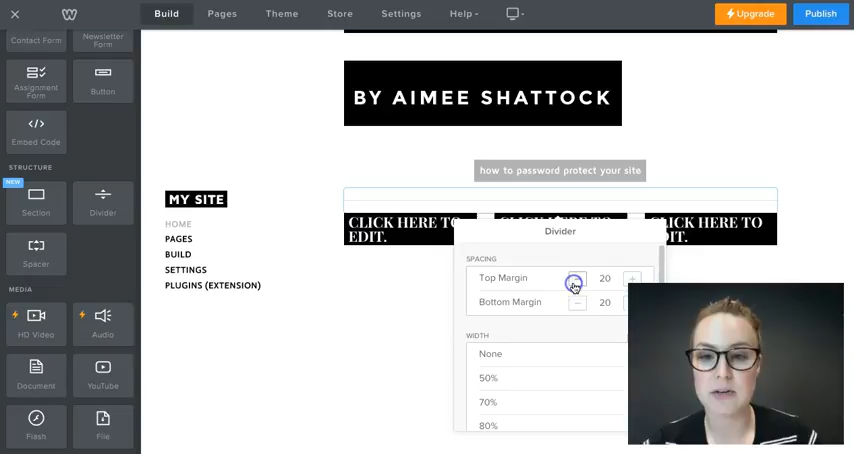 Build
Pages
Theme
Store
Settings
Help
Upgrade
Publish
Contact Form
Newsletter
Form
Assignment
Form
Button
Embed Code
STRUCTURE
NEW
Section
Divider
Spacer
MEDIA
HD Video
Audio
Document
YouTube
Flash
File
BY AIMEE SHATTOCK
how to password protect your site
MY SITE
HOME
PAGES
BUILD
SETTINGS
PLUGINS (EXTENSION)
CLICK HERE TO
EDIT.
CLICK HERE TO
CLICK HERE TO
EDIT.
Divider
SPACING
Top Margin
20
Bottom Margin
20
WIDTH
None
50%
70%
80%